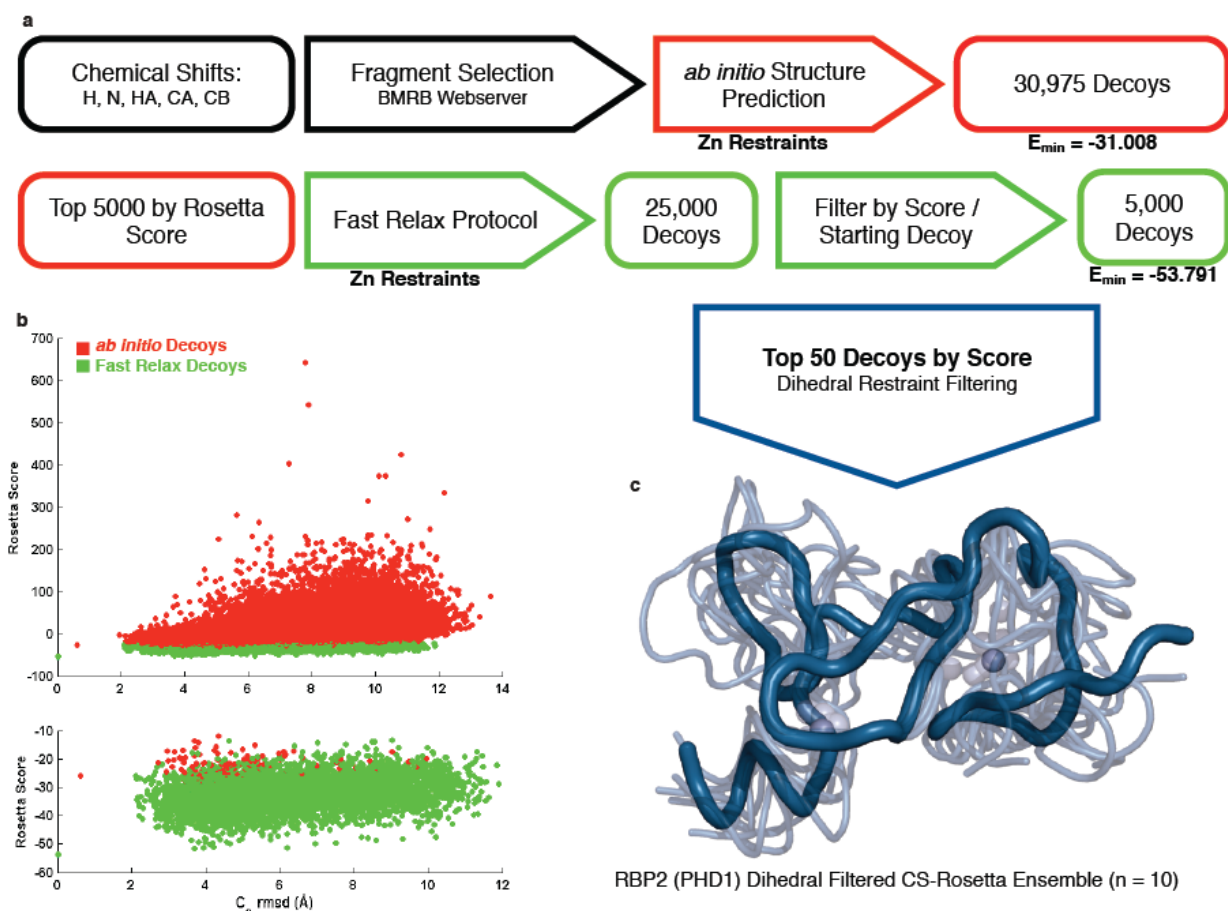 a
Chemical Shifts:
H, N, HA, CA, CB
Fragment Selection
BMRB Webserver
ab initio Structure
Prediction
Zn Restraints
30,975 Decoys
Emin = -31.008
Top 5000 by Rosetta
Score
Fast Relax Protocol
Zn Restraints
25,000
Decoys
Filter by Score /
Starting Decoy
5,000
Decoys
Emin = -53.791
b
ab initio Decoys
Fast Relax Decoys
700
600
500
400
300
200
100
0
-100
Rosetta Score
0 2 4 6 8 10 12 14
-10
-20
-30
-40
-50
-60
Rosetta Score
0 2 4 6 8 10 12
rmsd (Å)
Top 50 Decoys by Score
Dihedral Restraint Filtering
c
RBP2 (PHD1) Dihedral Filtered CS-Rosetta Ensemble (n = 10)